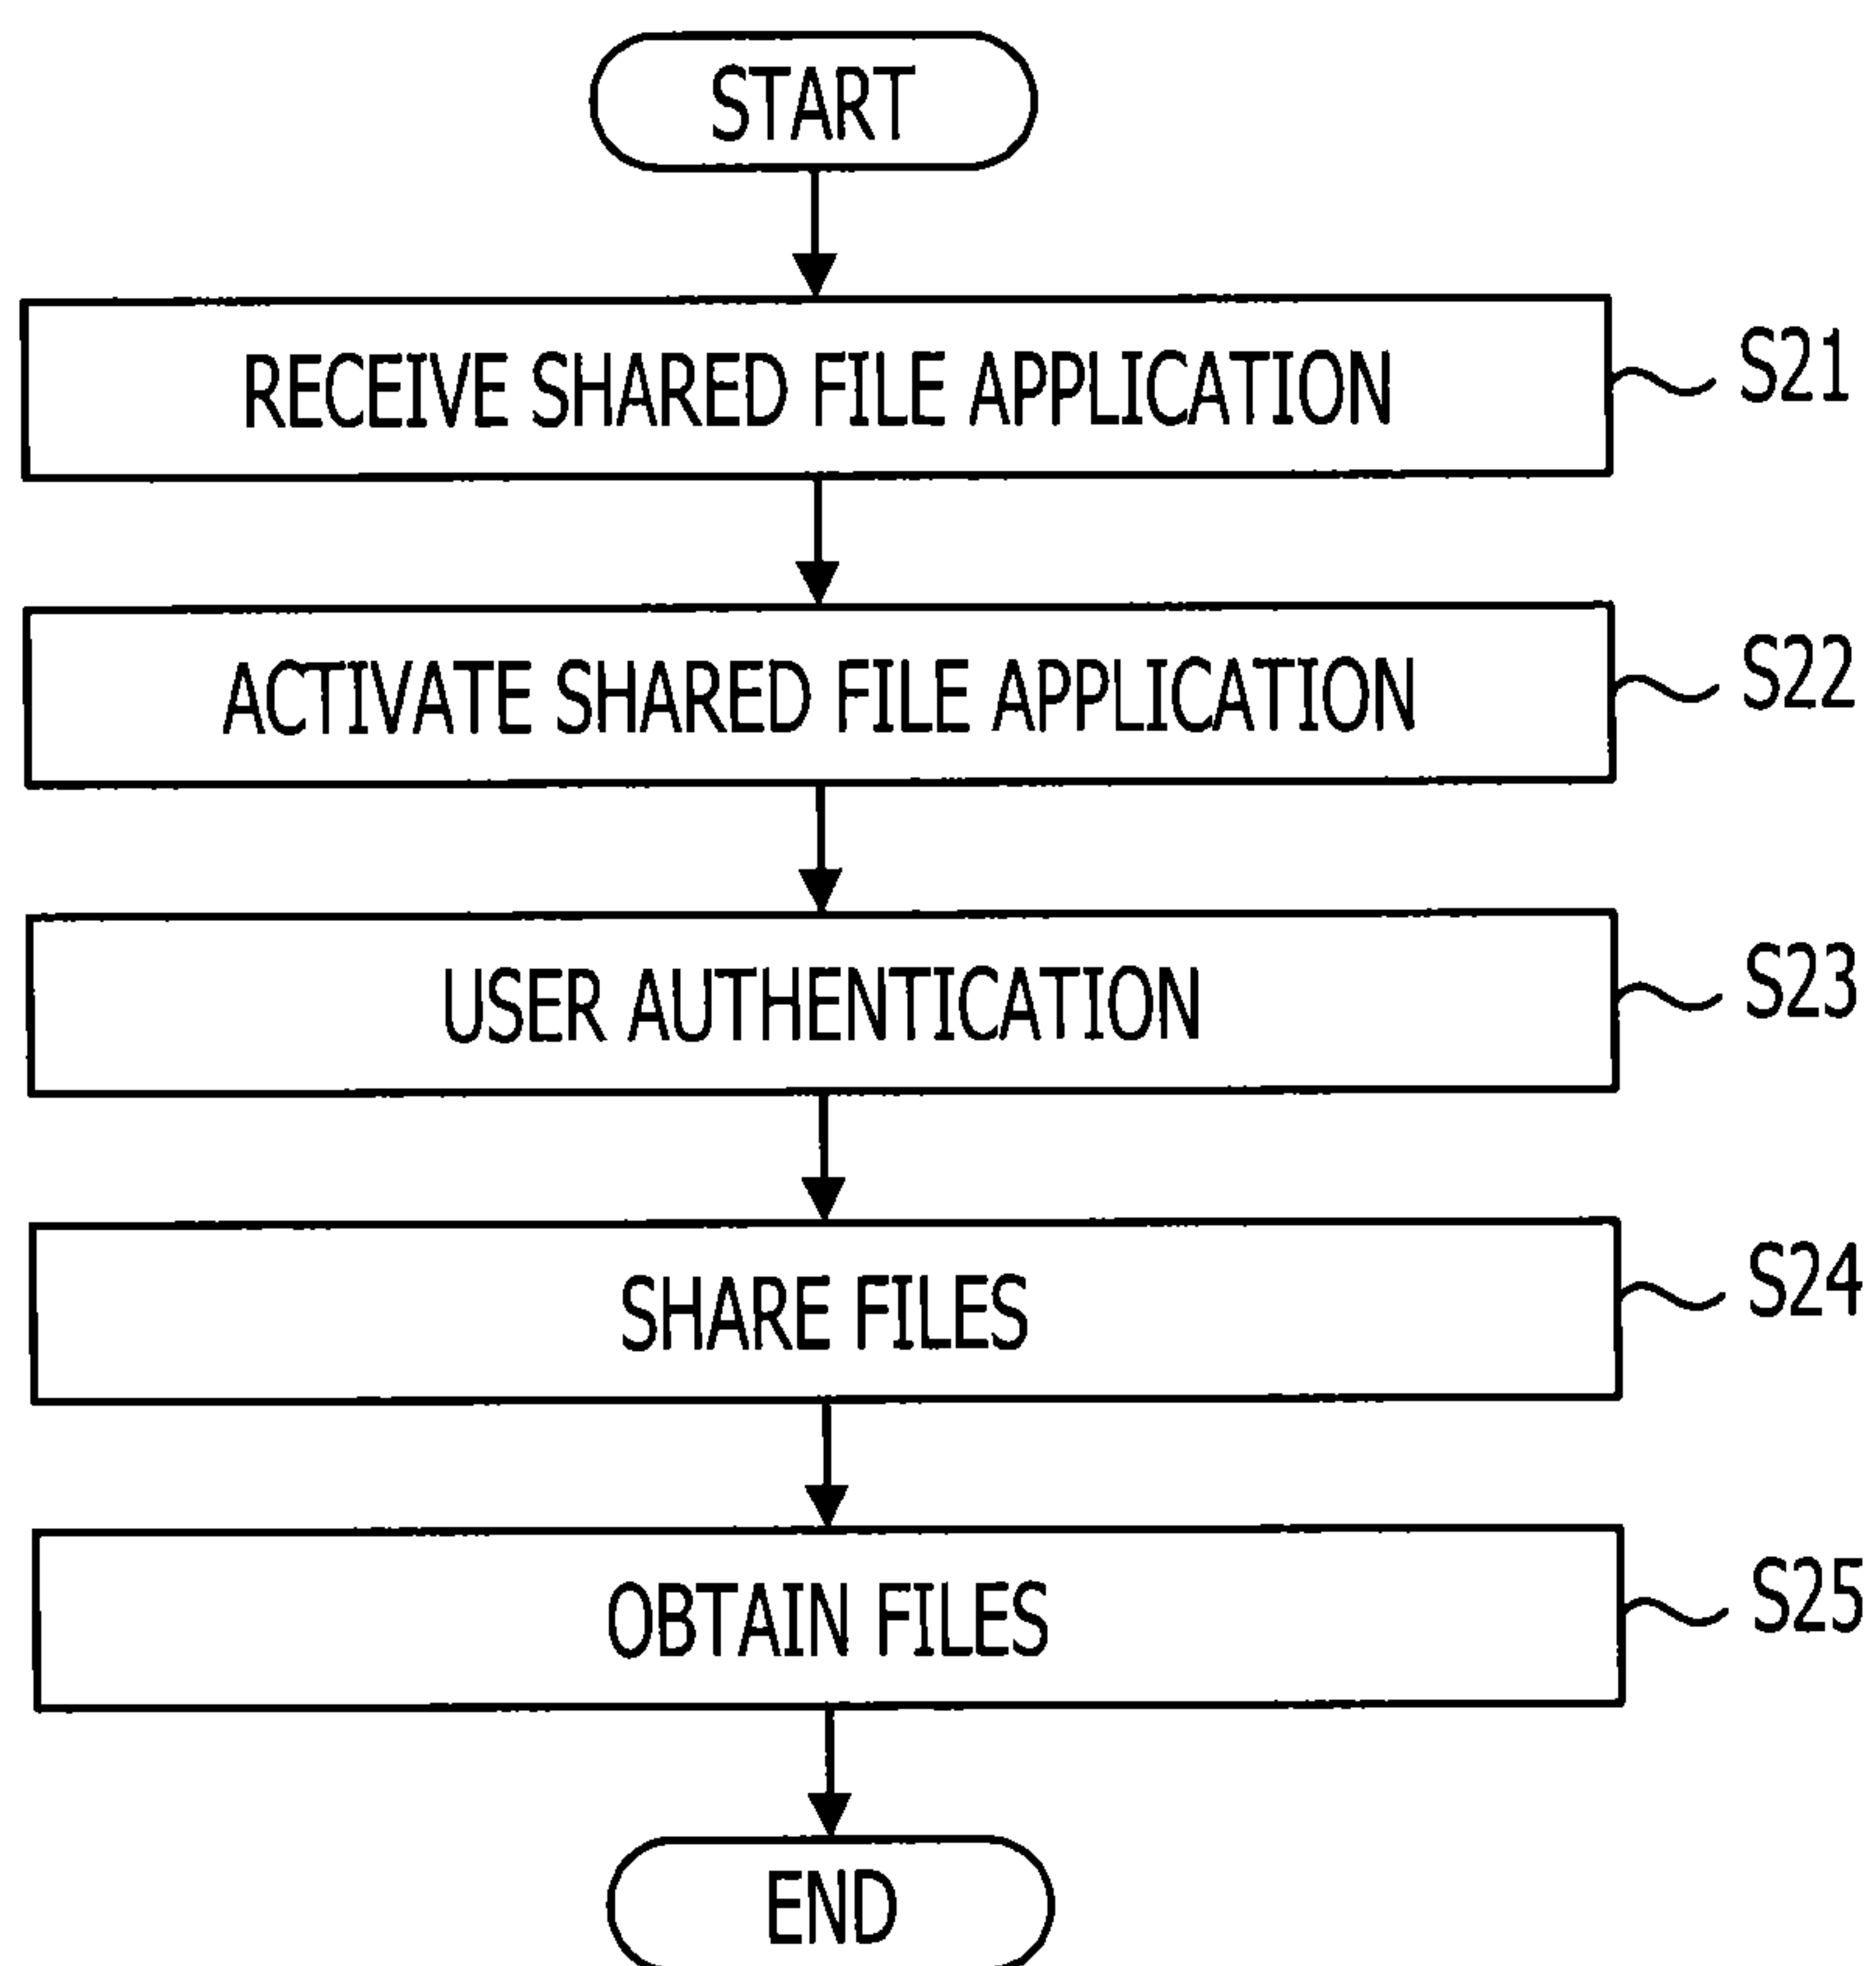 START
RECEIVE SHARED FILE APPLICATION
S21
ACTIVATE SHARED FILE APPLICATION
S22
USER AUTHENTICATION
S23
SHARE FILES
S24
OBTAIN FILES
S25
END